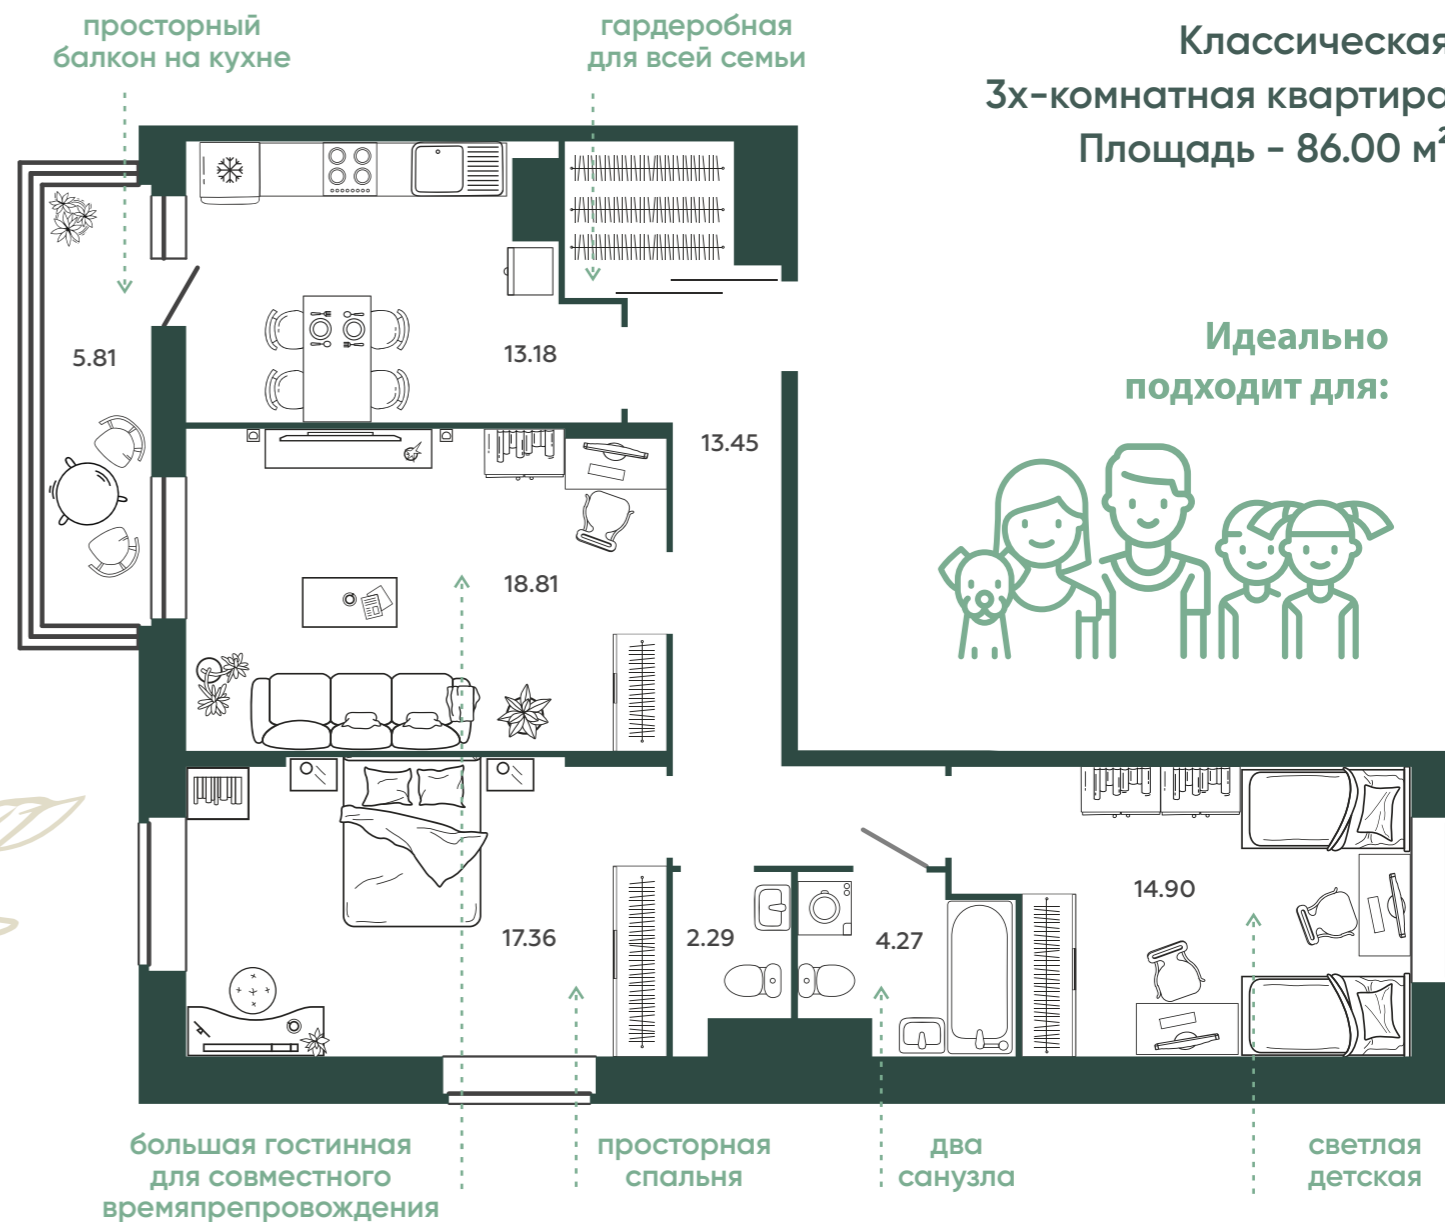 просторный
балкон на кухне
гардеробная
для всей семьи
Классическая
3х-комнатная квартира
Площадь - 86.00 м²
Идеально
подходит для:
5.81
13.18
13.45
18.81
17.36
2.29
4.27
14.90
большая гостинная
для совместного
времяпрепровождения
просторная
спальня
два
санузла
светлая
детская